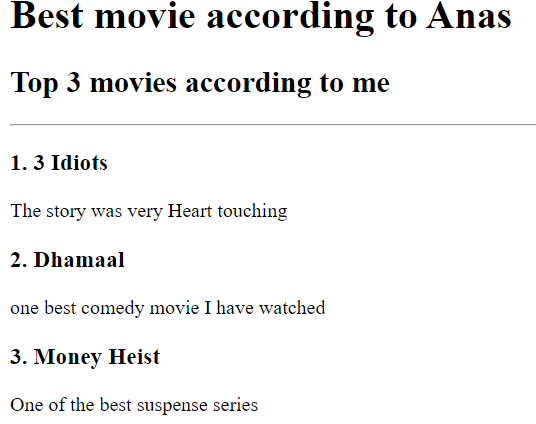 Best movie according to Anas
Top 3 movies according to me
1. 3 Idiots
The story was very Heart touching
2. Dhamaal
one best comedy movie I have watched
3. Money Heist
One of the best suspense series